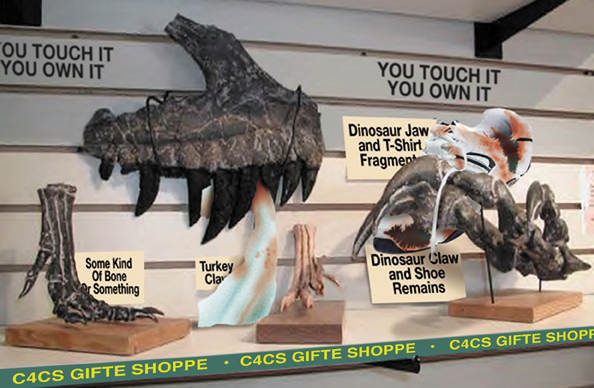 YOU TOUCH IT
YOU OWN IT
YOU TOUCH IT
YOU OWN IT
Dinosaur Jaw
and T-Shirt
Fragment
Some Kind
Of Bone
Or Something
Turkey
Claw
Dinosaur Claw
and Shoe
Remains
C4CS GIFTE SHOPPE • C4CS GIFTE SHOPPE • C4CS GIFTE SHOPPE